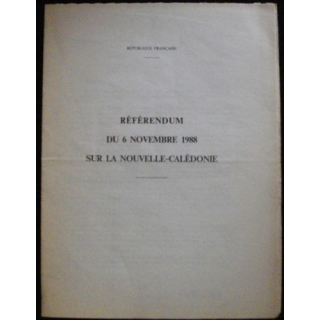 RÉPUBLIQUE FRANÇAISE
RÉFÉRENDUM
DU 6 NOVEMBRE 1988
SUR LA NOUVELLE-CALÉDONIE